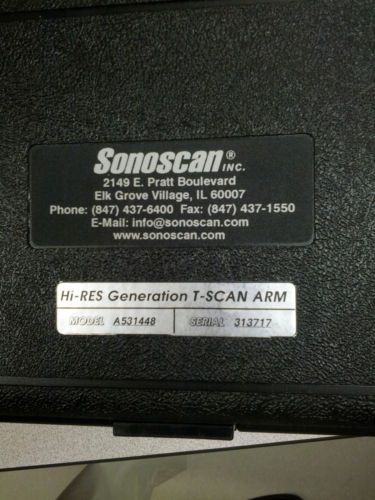 Sonoscan® INC.
2149 E. Pratt Boulevard
Elk Grove Village, IL 60007
Phone: (847) 437-6400 Fax: (847) 437-1550
E-Mail: info@sonoscan.com
www.sonoscan.com
Hi-RES Generation T-SCAN ARM
MODEL A531448 SERIAL 313717